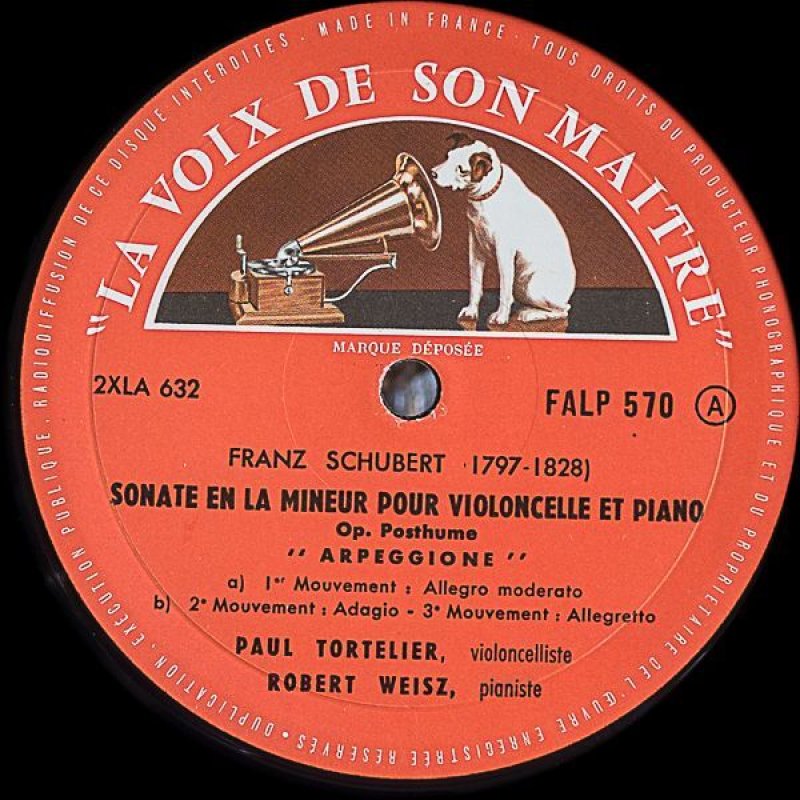 MADE IN FRANCE · TOUS DROITS DU PRODUCTEUR PHONOGRAPHIQUE ET DU PROPRIETAIRE DE L'ŒUVRE ENREGISTRÉE RÉSERVÉS • DUPLICATION, EXÉCUTION PUBLIQUE, RADIODIFFUSION DE CE DISQUE INTERDITES ·
"LA VOIX DE SON MAITRE"
MARQUE DÉPOSÉE
2XLA 632
FALP 570 A
FRANZ SCHUBERT 1797-1828)
SONATE EN LA MINEUR POUR VIOLONCELLE ET PIANO
Op. Posthume
" ARPEGGIONE "
a) 1er Mouvement : Allegro moderato
b) 2e Mouvement : Adagio - 3e Mouvement : Allegretto
PAUL TORTELIER, violoncelliste
ROBERT WEISZ, pianiste